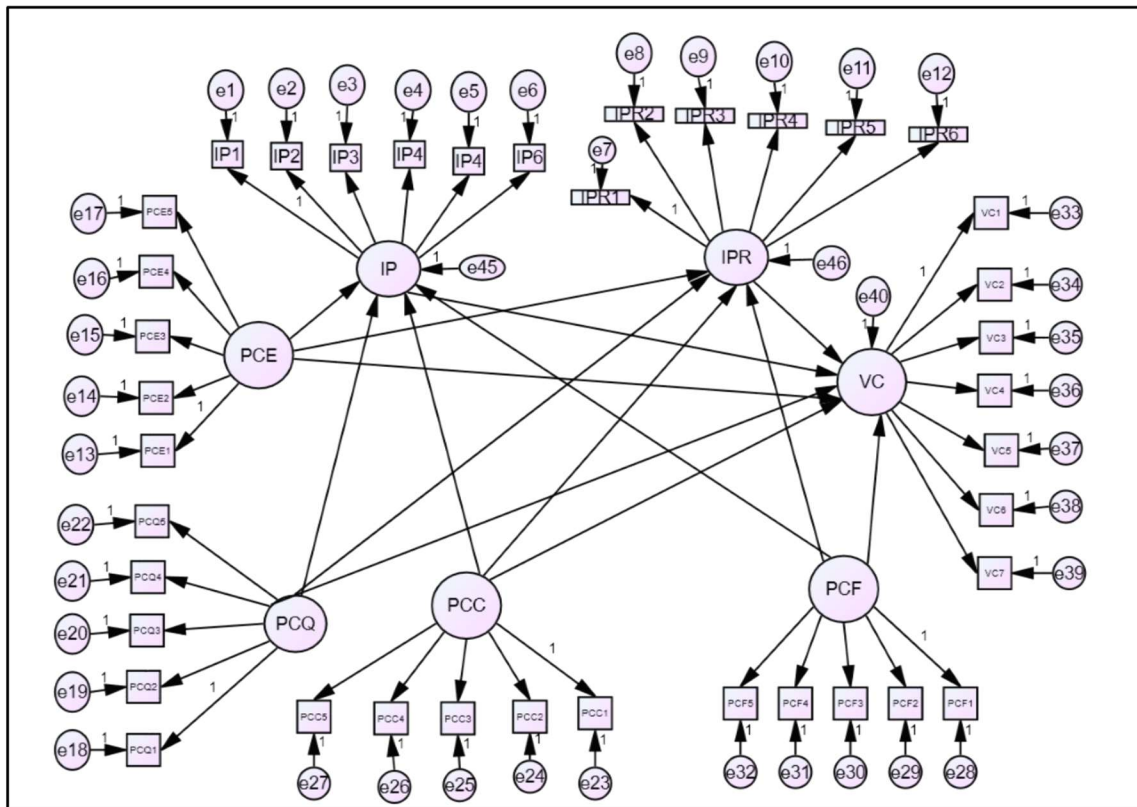 e1 e2 e3 e4 e5 e6
1 1 1 1 1 1
IP1 IP2 IP3 IP4 IP4 IP6
1
IP
1
e45
e8 e9 e10 e11 e12
1 1 1 1 1
IPR2 IPR3 IPR4 IPR5 IPR6
e7
1
IPR1
1
IPR
1
e46
e17 1 PCE5
e16 1 PCE4
e15 1 PCE3
e14 1 PCE2
e13 1 PCE1
1
PCE
e40
1
VC
1
VC1 1 e33
VC2 1 e34
VC3 1 e35
VC4 1 e36
VC5 1 e37
VC6 1 e38
VC7 1 e39
e22 1 PCQ5
e21 1 PCQ4
e20 1 PCQ3
e19 1 PCQ2
e18 1 PCQ1
1
PCQ
PCC
1
PCC5 PCC4 PCC3 PCC2 PCC1
1 1 1 1 1
e27 e26 e25 e24 e23
PCF
1
PCF5 PCF4 PCF3 PCF2 PCF1
1 1 1 1 1
e32 e31 e30 e29 e28